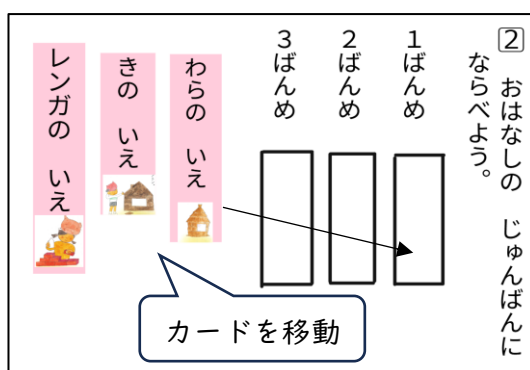 2 おはなしの じゅんばんに
ならべよう。
1ばんめ
2ばんめ
3ばんめ
わらの いえ
きの いえ
レンガの いえ
カードを移動